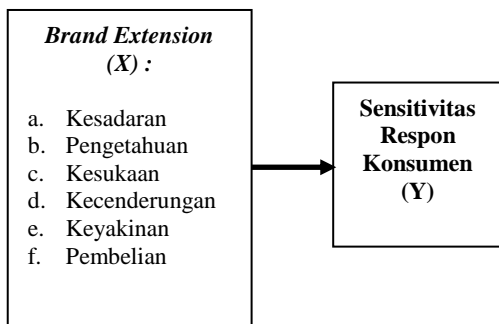 Brand Extension
(X) :
a. Kesadaran
b. Pengetahuan
c. Kesukaan
d. Kecenderungan
e. Keyakinan
f. Pembelian
Sensitivitas
Respon
Konsumen
(Y)